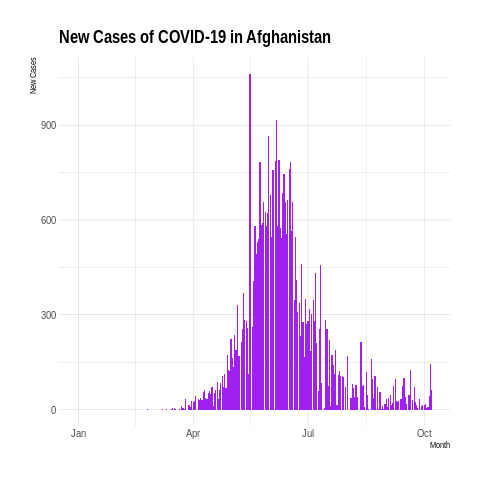 New Cases of COVID-19 in Afghanistan
New Cases
900
600
300
0
Jan Apr Jul Oct
Month